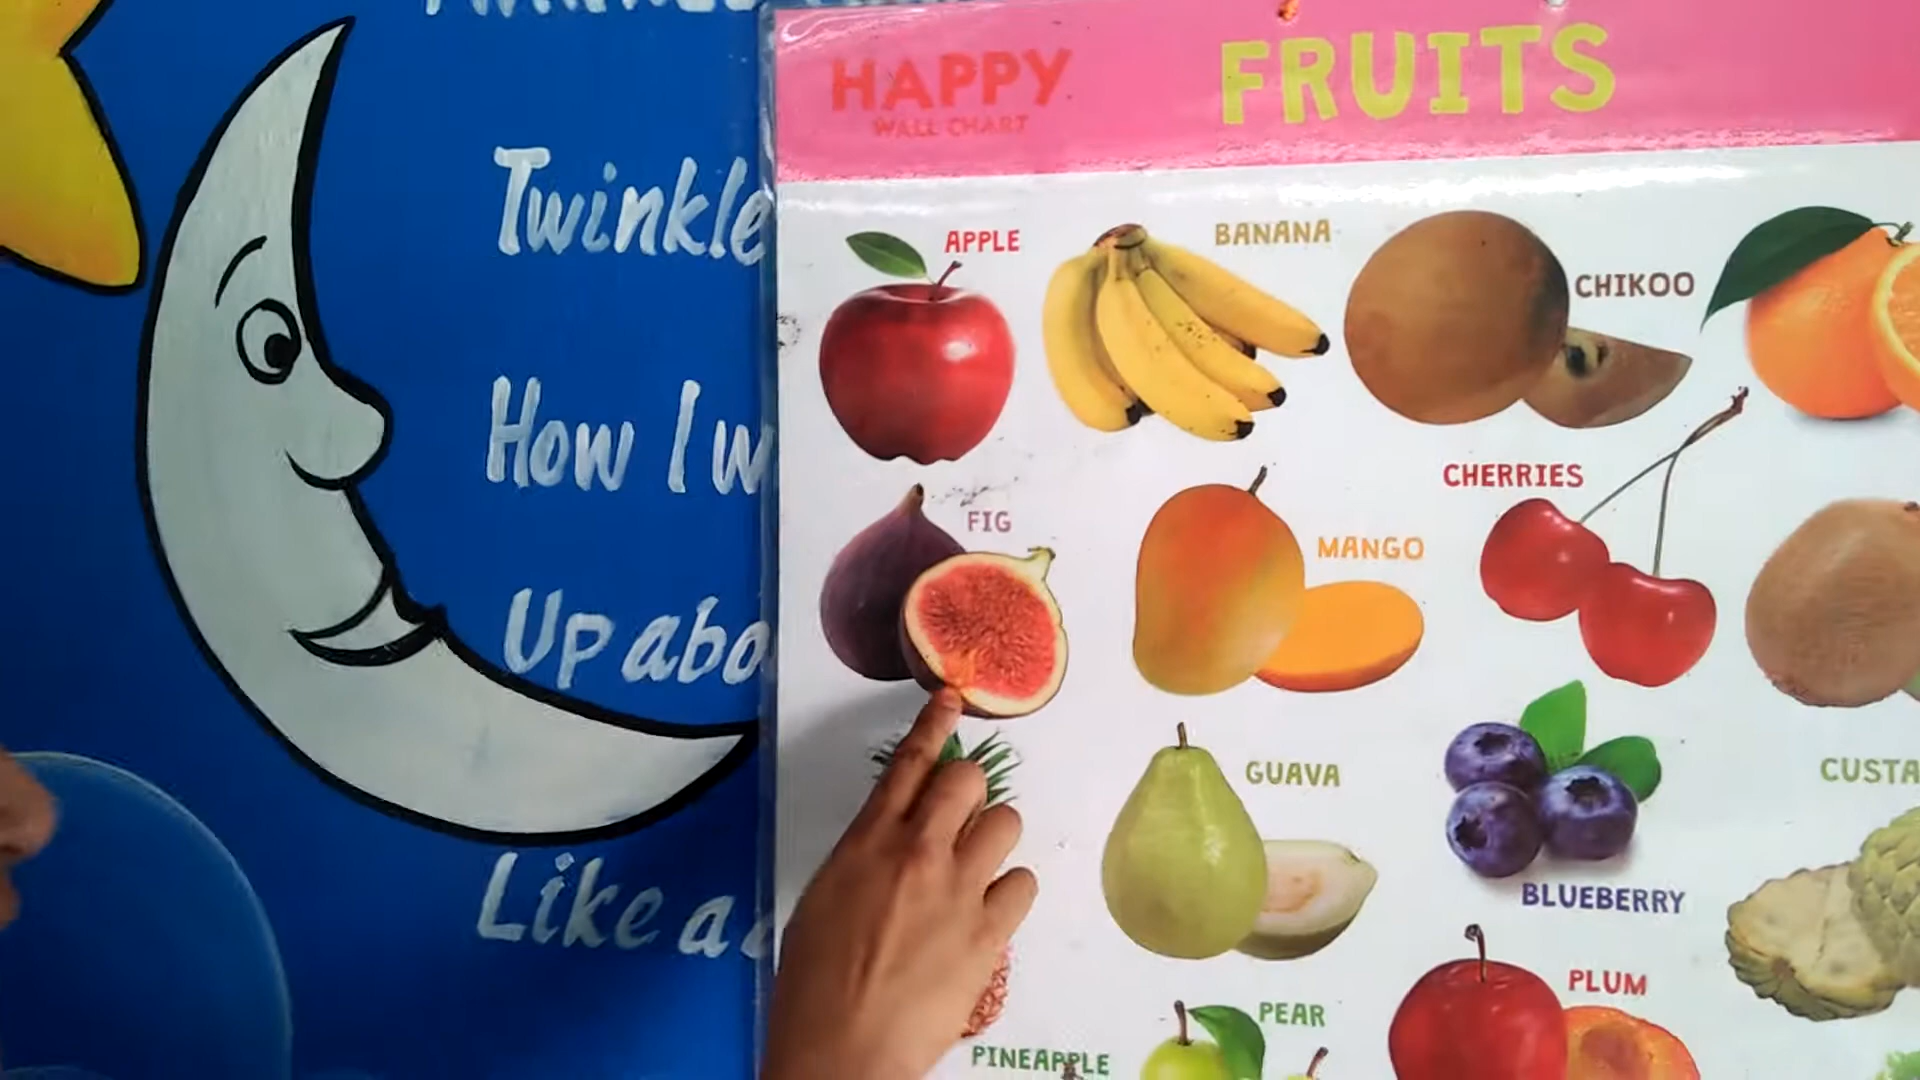 Twinkle
How I w
Up abo
Like a
HAPPY
WALL CHART
FRUITS
APPLE
BANANA
CHIKOO
FIG
MANGO
CHERRIES
GUAVA
BLUEBERRY
CUSTA
PINEAPPLE
PEAR
PLUM